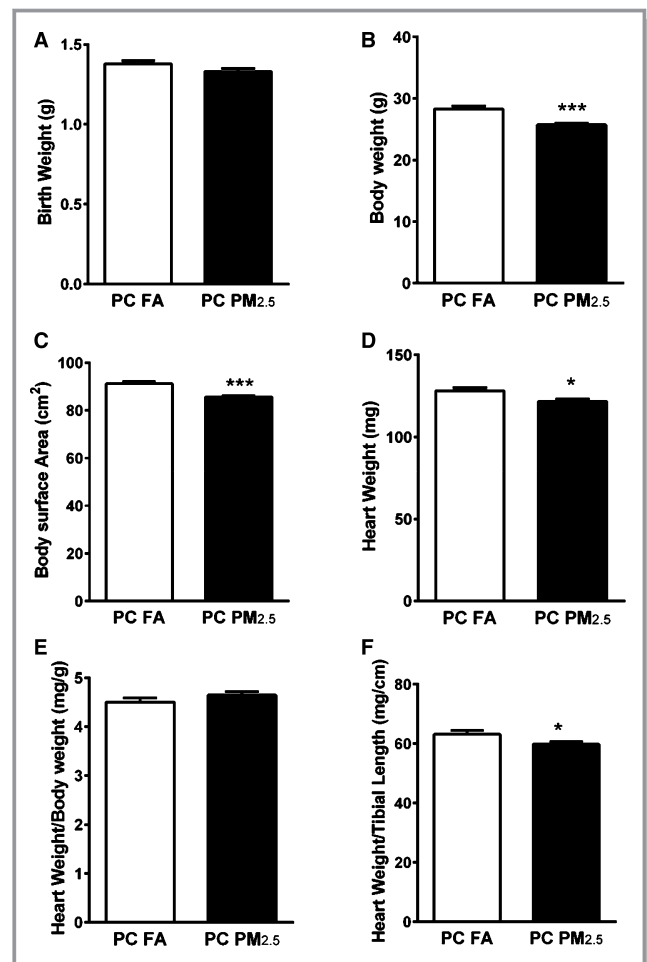 A
Birth Weight (g)
1.5
1.0
0.5
0.0
PC FA
PC PM2.5
B
Body weight (g)
40
30
20
10
0
***
PC FA
PC PM2.5
C
Body surface Area (cm2)
100
80
60
40
20
0
***
PC FA
PC PM2.5
D
Heart Weight (mg)
150
100
50
0
*
PC FA
PC PM2.5
E
Heart Weight/Body weight (mg/g)
5
4
3
2
1
0
PC FA
PC PM2.5
F
Heart Weight/Tibial Length (mg/cm)
80
60
40
20
0
*
PC FA
PC PM2.5